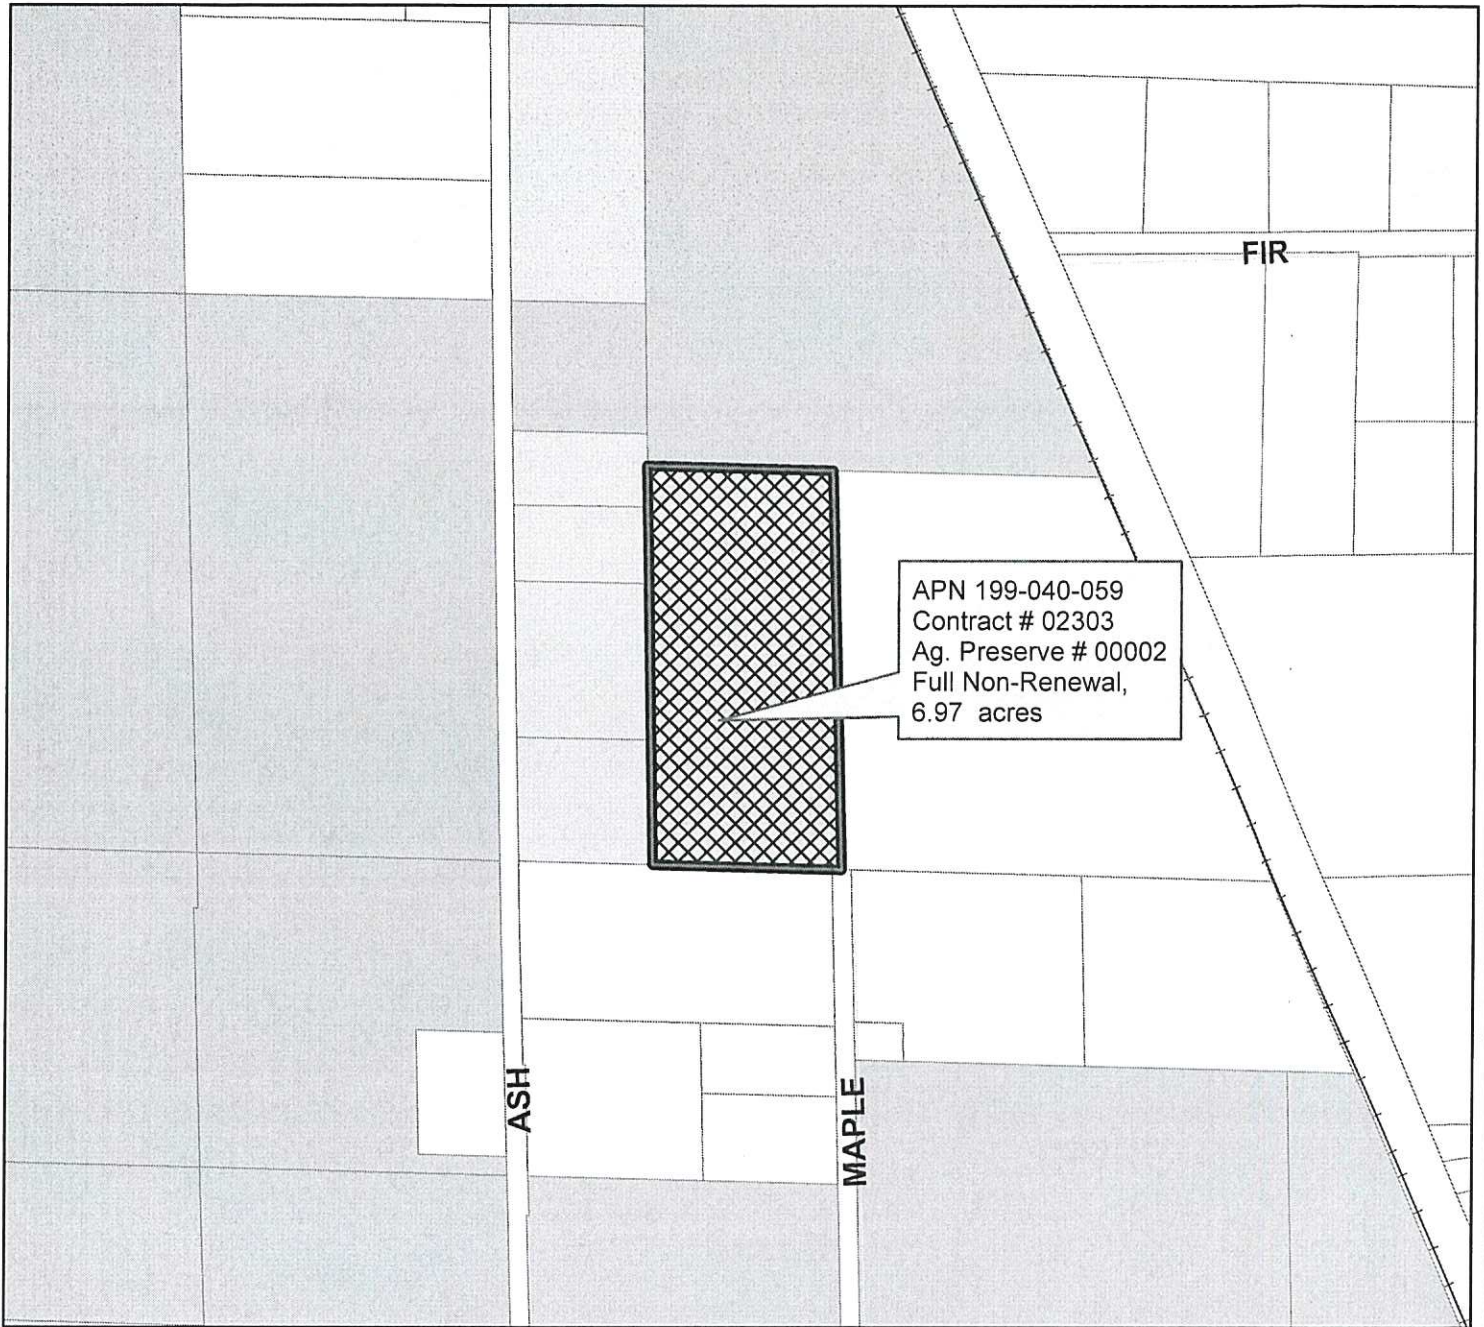 FIR
APN 199-040-059
Contract # 02303
Ag. Preserve # 00002
Full Non-Renewal,
6.97 acres
ASH
MAPLE